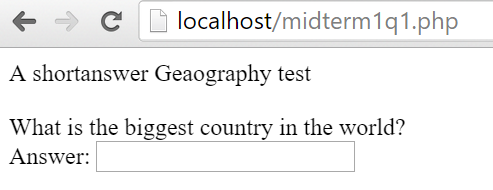 localhost/midterm1q1.php
A shortanswer Geaography test
What is the biggest country in the world?
Answer: